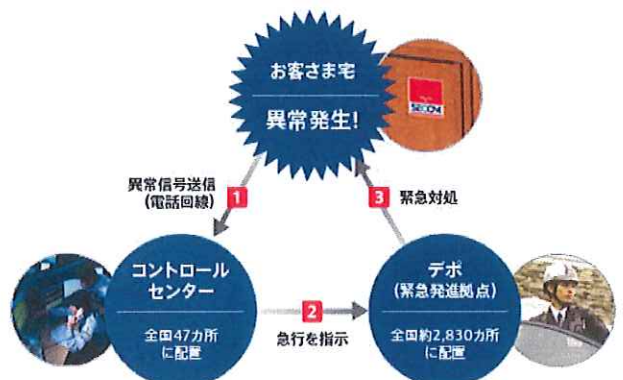 お客さま宅
異常発生!
SECOM
異常信号送信
(電話回線)
1
3
緊急対処
コントロール
センター
全国47カ所
に配置
2
急行を指示
デポ
(緊急発進拠点)
全国約2,830カ所
に配置